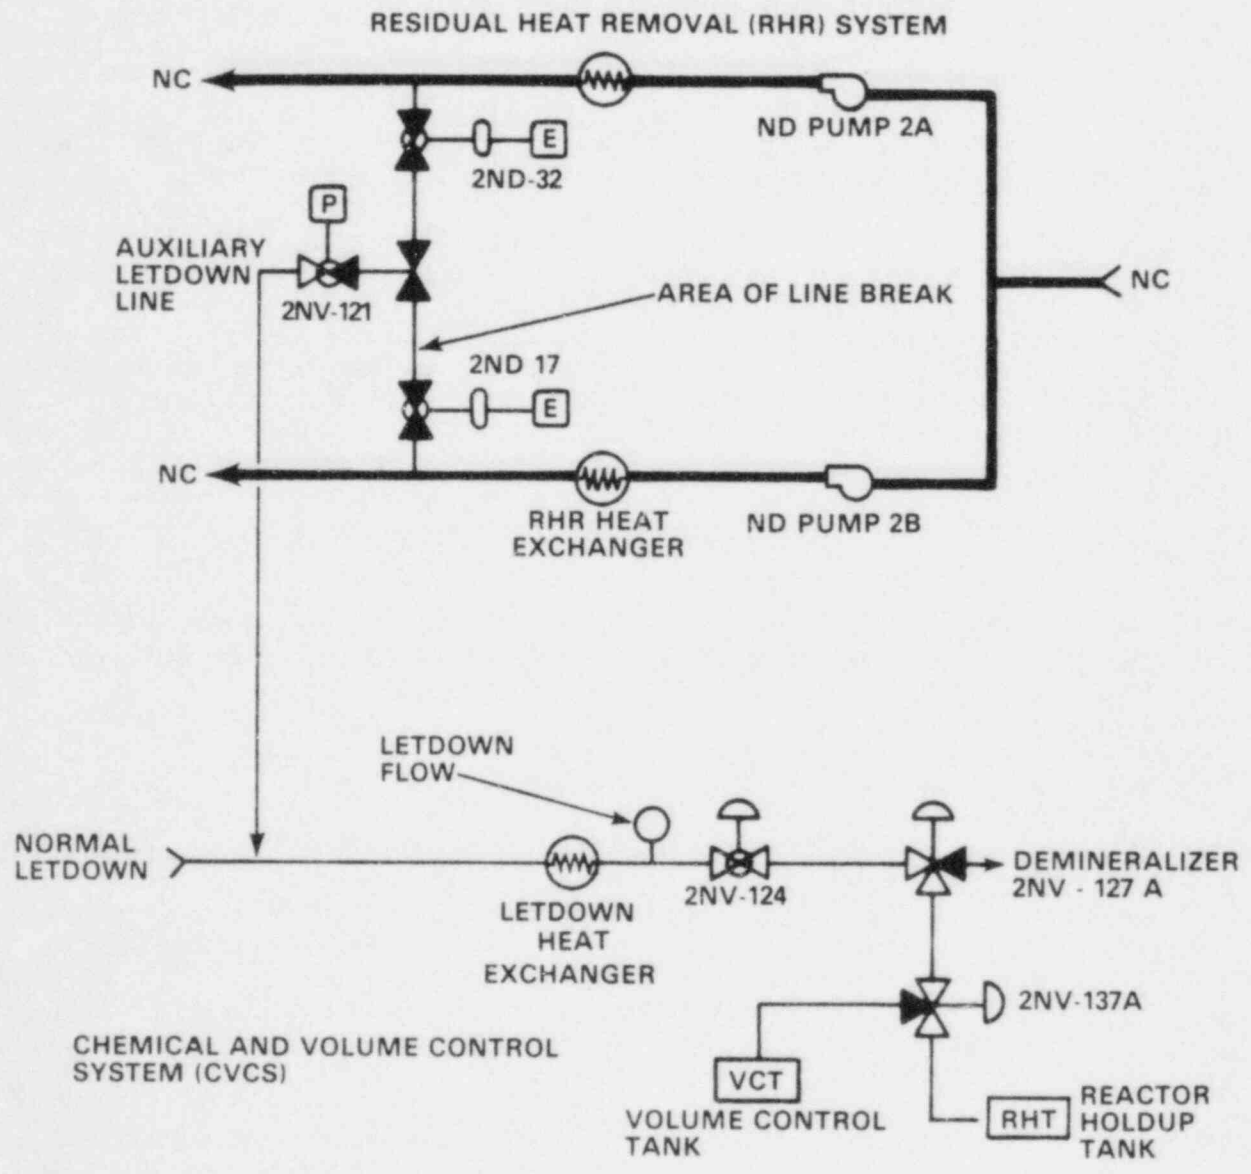 RESIDUAL HEAT REMOVAL (RHR) SYSTEM
NC
ND PUMP 2A
E
2ND-32
P
AUXILIARY
LETDOWN
LINE
2NV-121
NC
AREA OF LINE BREAK
2ND 17
E
NC
RHR HEAT
EXCHANGER
ND PUMP 2B
LETDOWN
FLOW
NORMAL
LETDOWN
2NV-124
DEMINERALIZER
2NV - 127 A
LETDOWN
HEAT
EXCHANGER
2NV-137A
CHEMICAL AND VOLUME CONTROL
SYSTEM (CVCS)
VCT
VOLUME CONTROL
TANK
RHT
REACTOR
HOLDUP
TANK